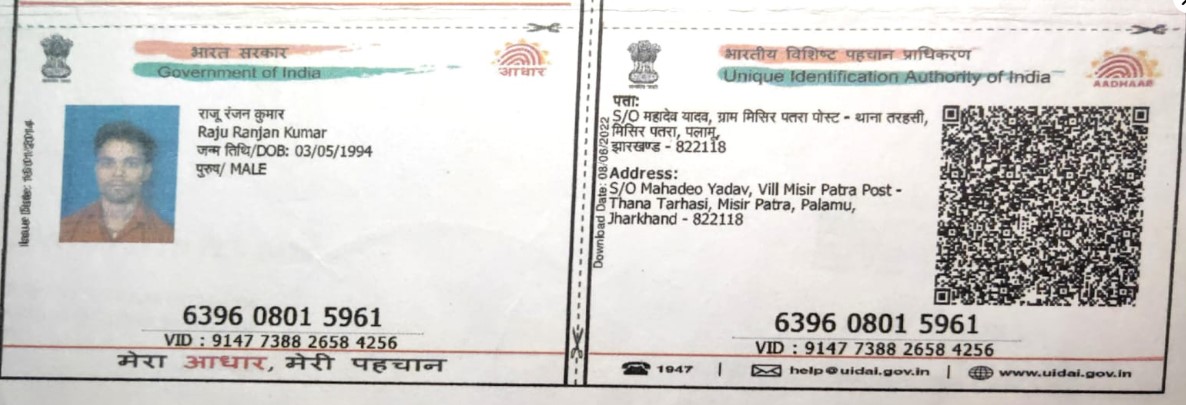 भारत सरकार
Government of India
आधार
Issue Date: 16/01/2014
राजू रंजन कुमार
Raju Ranjan Kumar
जन्म तिथि/DOB: 03/05/1994
पुरुष/ MALE
6396 0801 5961
VID : 9147 7388 2658 4256
मेरा आधार, मेरी पहचान
भारतीय विशिष्ट पहचान प्राधिकरण
Unique Identification Authority of India
AADHAAR
Download Date: 08/06/2022
पत्ता:
S/O महादेव यादव, ग्राम मिसिर पतरा पोस्ट - थाना तरहसी,
मिसिर पतरा, पलामू,
झारखण्ड - 822118
Address:
S/O Mahadeo Yadav, Vill Misir Patra Post -
Thana Tarhasi, Misir Patra, Palamu,
Jharkhand - 822118
6396 0801 5961
VID : 9147 7388 2658 4256
1947 | help@uidai.gov.in | www.uidai.gov.in